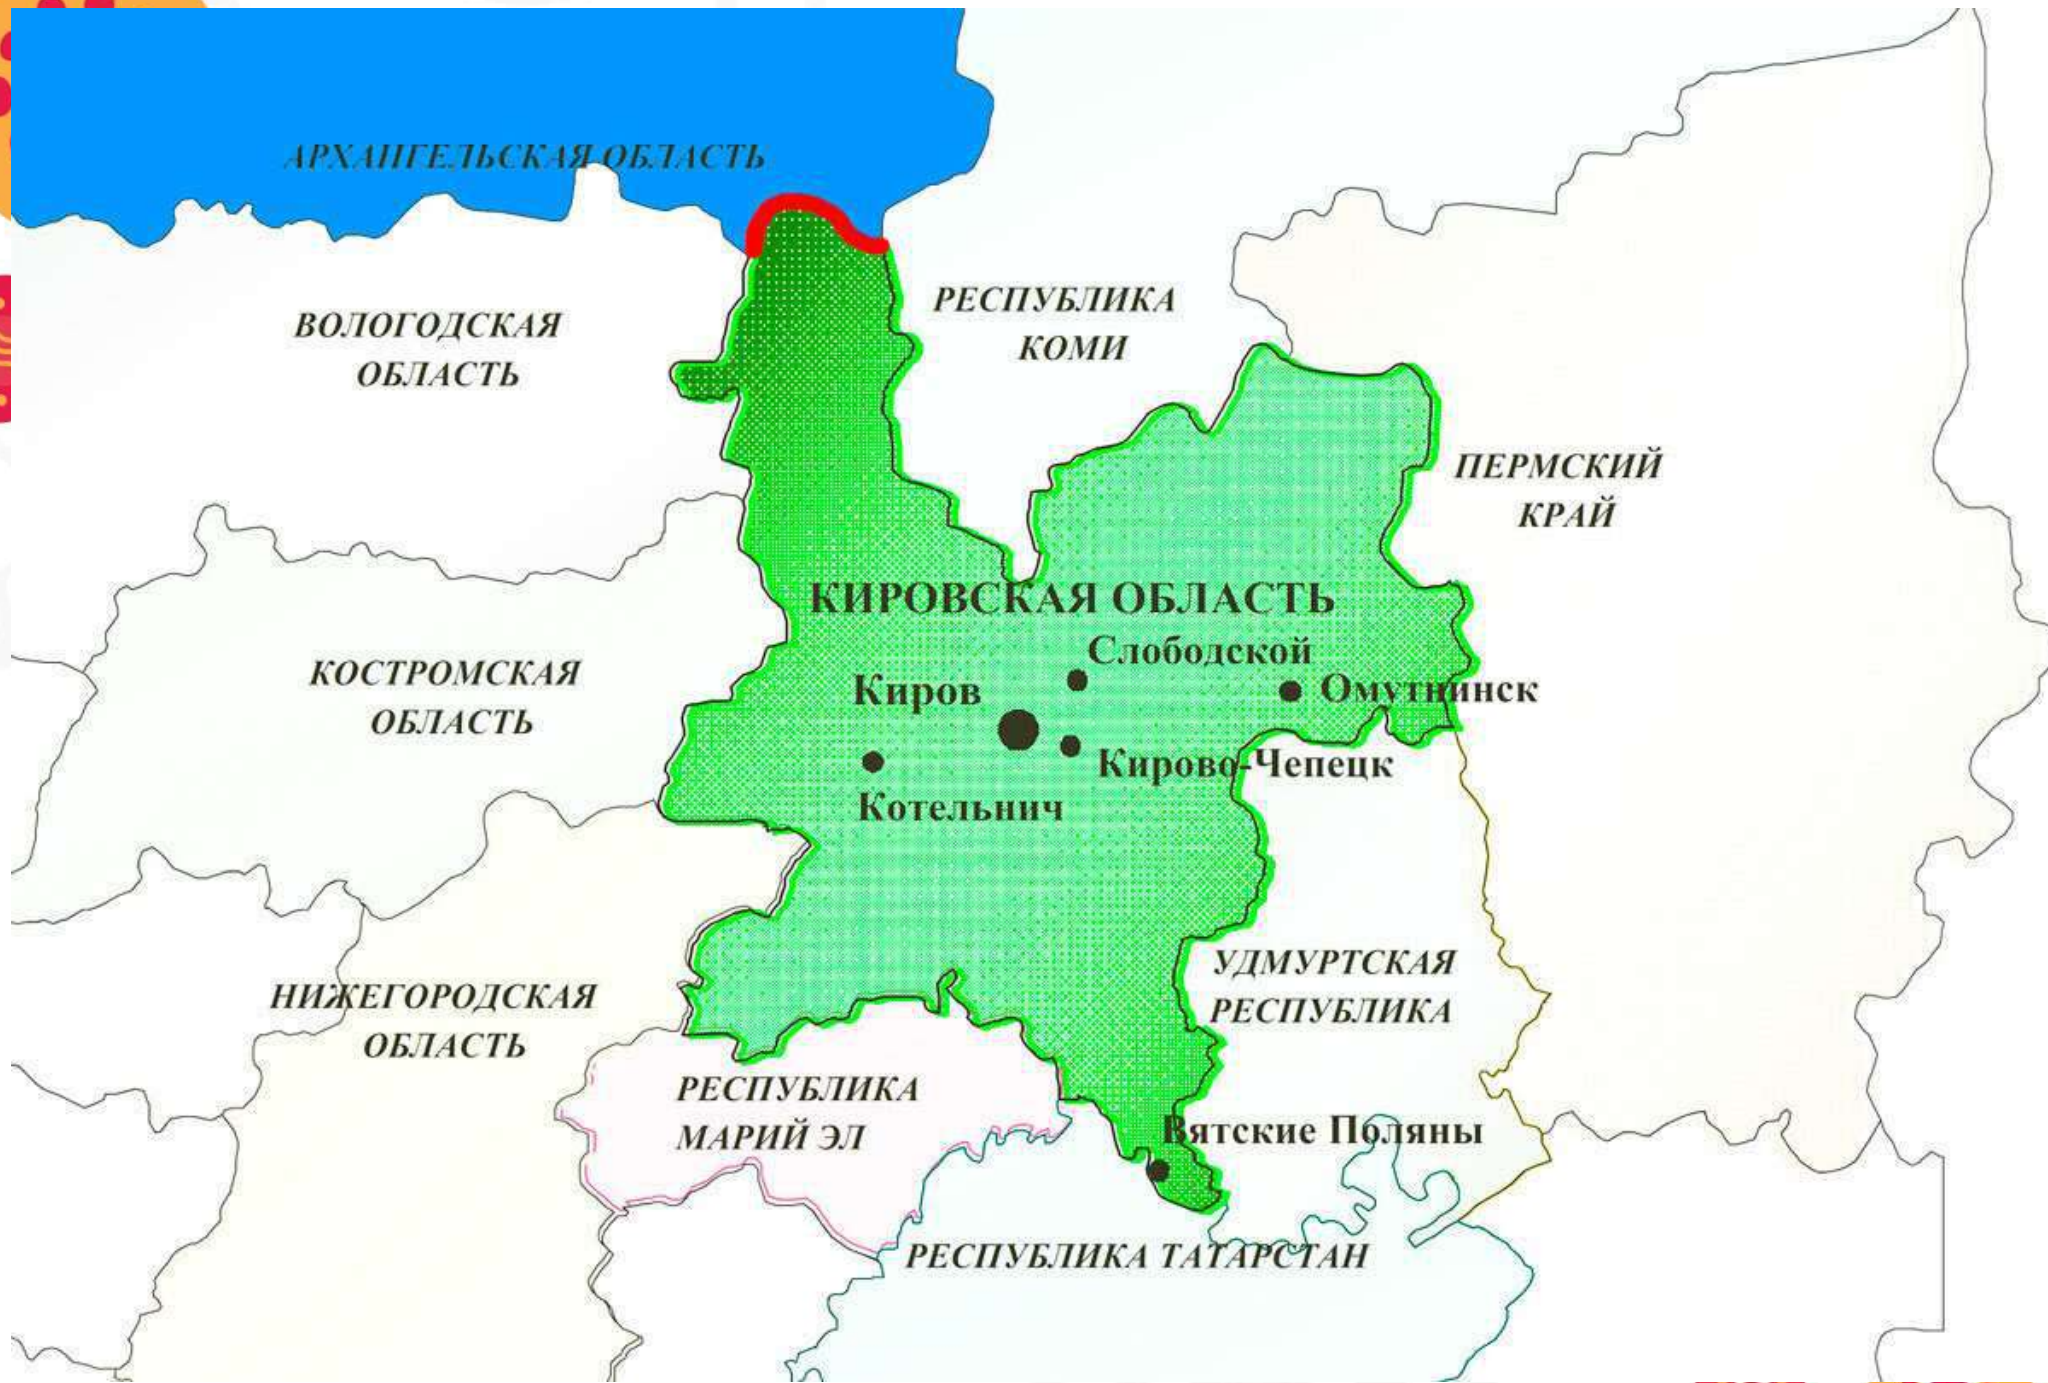 АРХАНГЕЛЬСКАЯ ОБЛАСТЬ
ВОЛОГОДСКАЯ
ОБЛАСТЬ
РЕСПУБЛИКА
КОМИ
ПЕРМСКИЙ
КРАЙ
КИРОВСКАЯ ОБЛАСТЬ
Слободской
Киров
Омутнинск
КОСТРОМСКАЯ
ОБЛАСТЬ
Кирово-Чепецк
Котельнич
УДМУРТСКАЯ
РЕСПУБЛИКА
НИЖЕГОРОДСКАЯ
ОБЛАСТЬ
РЕСПУБЛИКА
МАРИЙ ЭЛ
Вятские Поляны
РЕСПУБЛИКА ТАТАРСТАН